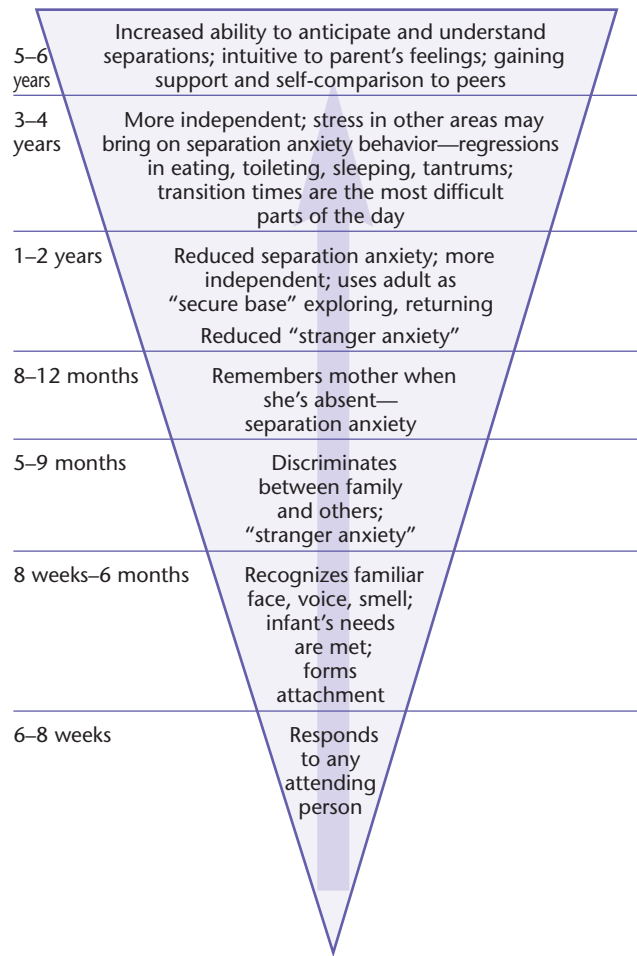 5–6
years
Increased ability to anticipate and understand
separations; intuitive to parent’s feelings; gaining
support and self-comparison to peers
3–4
years
More independent; stress in other areas may
bring on separation anxiety behavior—regressions
in eating, toileting, sleeping, tantrums;
transition times are the most difficult
parts of the day
1–2 years
Reduced separation anxiety; more
independent; uses adult as
“secure base” exploring, returning
Reduced “stranger anxiety”
8–12 months
Remembers mother when
she’s absent—
separation anxiety
5–9 months
Discriminates
between family
and others;
“stranger anxiety”
8 weeks–6 months
Recognizes familiar
face, voice, smell;
infant’s needs
are met;
forms
attachment
6–8 weeks
Responds
to any
attending
person